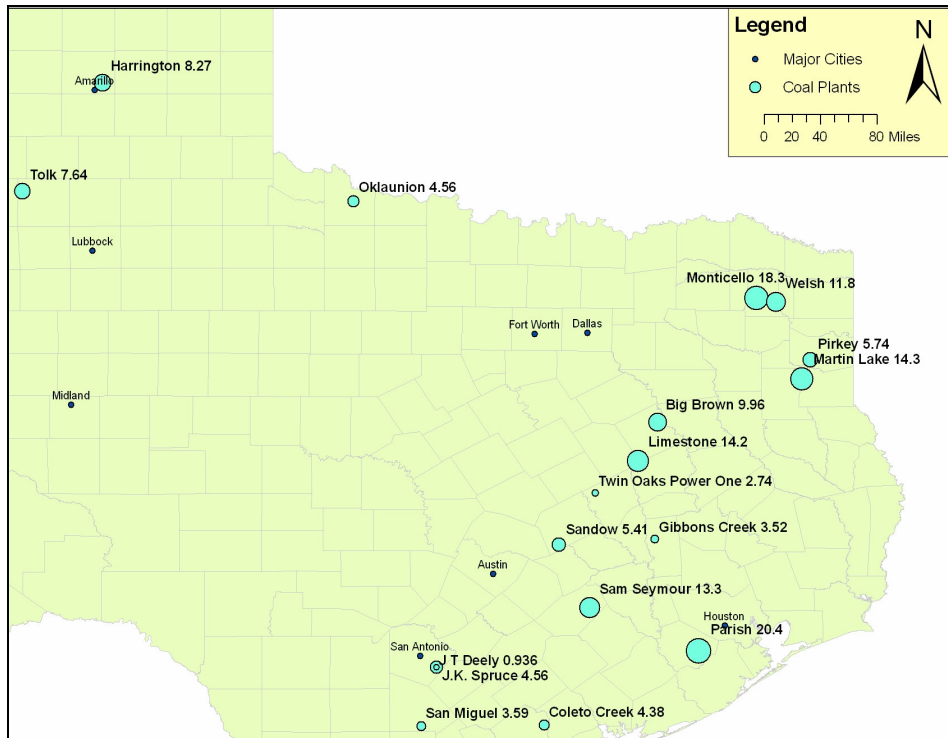 Legend
N
Major Cities
Coal Plants
0 20 40 80 Miles
Harrington 8.27
Amarillo
Tolk 7.64
Oklaunion 4.56
Lubbock
Monticello 18.3
Welsh 11.8
Fort Worth
Dallas
Pirkey 5.74
Martin Lake 14.3
Midland
Big Brown 9.96
Limestone 14.2
Twin Oaks Power One 2.74
Sandow 5.41
Gibbons Creek 3.52
Austin
Sam Seymour 13.3
Houston
Parish 20.4
San Antonio
J T Deely 0.936
J.K. Spruce 4.56
San Miguel 3.59
Coleto Creek 4.38